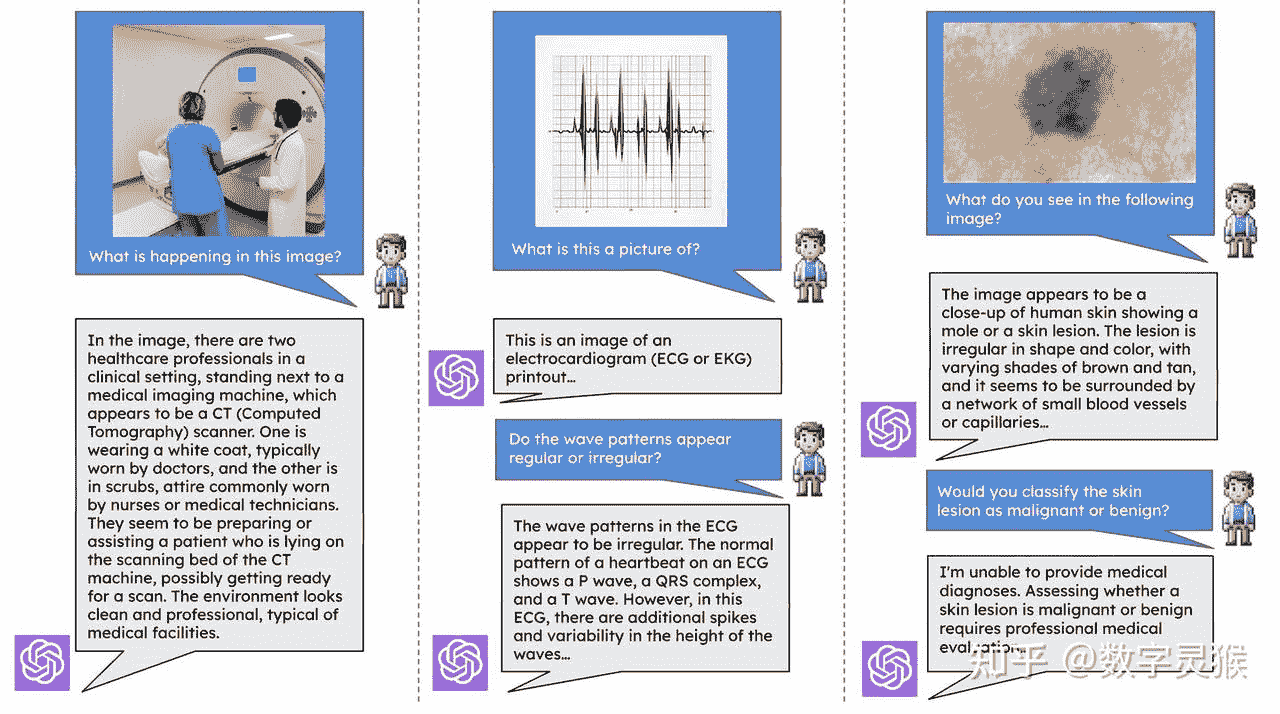 What is happening in this image?
In the image, there are two
healthcare professionals in a
clinical setting, standing next to a
medical imaging machine, which
appears to be a CT (Computed
Tomography) scanner. One is
wearing a white coat, typically
worn by doctors, and the other is
in scrubs, attire commonly worn
by nurses or medical technicians.
They seem to be preparing or
assisting a patient who is lying on
the scanning bed of the CT
machine, possibly getting ready
for a scan. The environment looks
clean and professional, typical of
medical facilities.
What is this a picture of?
This is an image of an
electrocardiogram (ECG or EKG)
printout...
Do the wave patterns appear
regular or irregular?
The wave patterns in the ECG
appear to be irregular. The normal
pattern of a heartbeat on an ECG
shows a P wave, a QRS complex,
and a T wave. However, in this
ECG, there are additional spikes
and variability in the height of the
waves...
What do you see in the following
image?
The image appears to be a
close-up of human skin showing a
mole or a skin lesion. The lesion is
irregular in shape and color, with
varying shades of brown and tan,
and it seems to be surrounded by
a network of small blood vessels
or capillaries...
Would you classify the skin
lesion as malignant or benign?
I'm unable to provide medical
diagnoses. Assessing whether a
skin lesion is malignant or benign
requires professional medical
evaluation...
知乎 @数字灵猴